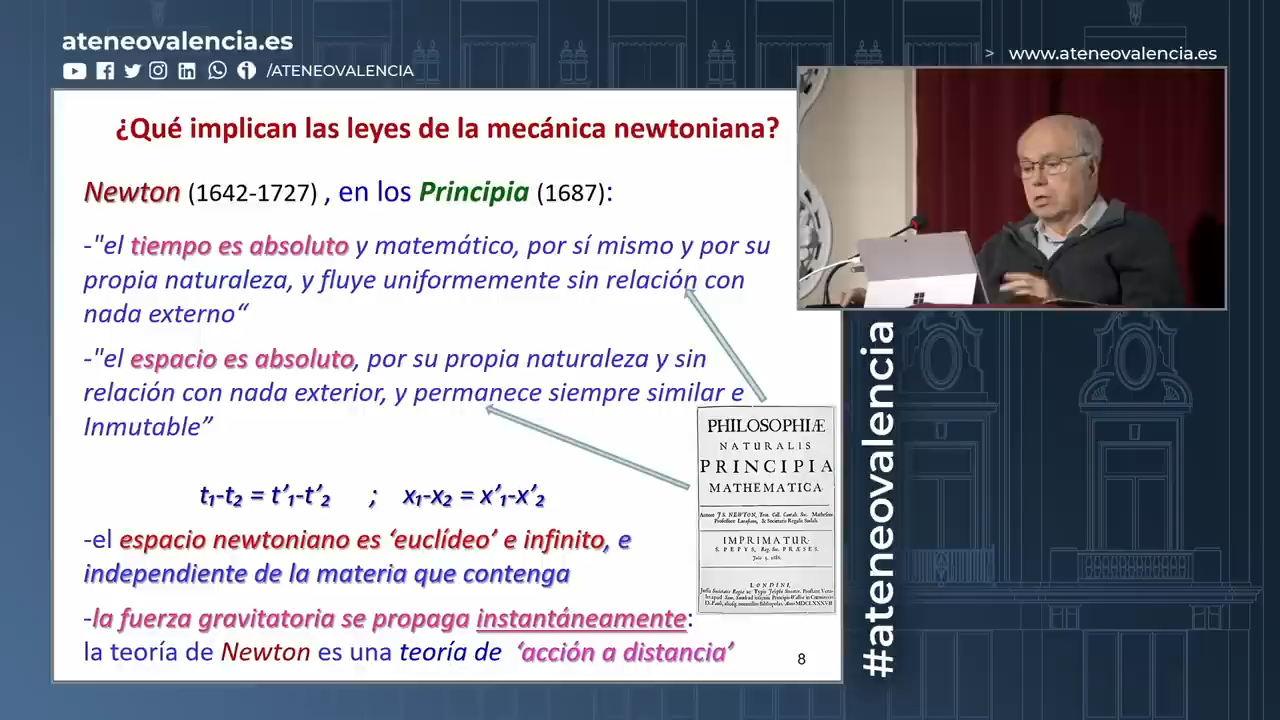 ateneovalencia.es
/ATENEOVALENCIA
> www.ateneovalencia.es
¿Qué implican las leyes de la mecánica newtoniana?
Newton (1642-1727) , en los Principia (1687):
-"el tiempo es absoluto y matemático, por sí mismo y por su
propia naturaleza, y fluye uniformemente sin relación con
nada externo“
-"el espacio es absoluto, por su propia naturaleza y sin
relación con nada exterior, y permanece siempre similar e
Inmutable”
t₁-t₂ = t’₁-t’₂ ; x₁-x₂ = x’₁-x’₂
-el espacio newtoniano es ‘euclídeo’ e infinito, e
independiente de la materia que contenga
-la fuerza gravitatoria se propaga instantáneamente:
la teoría de Newton es una teoría de ‘acción a distancia’
8
PHILOSOPHIÆ
NATURALIS
PRINCIPIA
MATHEMATICA
IMPRIMATUR
S. PEPYS, Reg. Soc. PRÆSES.
LONDINI,
#ateneovalencia